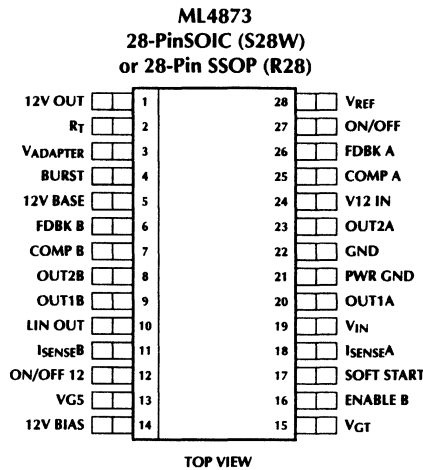 ML4873
28-PinSOIC (S28W)
or 28-Pin SSOP (R28)
12V OUT 1 28 VREF
RT 2 27 ON/OFF
VADAPTER 3 26 FDBK A
BURST 4 25 COMP A
12V BASE 5 24 V12 IN
FDBK B 6 23 OUT2A
COMP B 7 22 GND
OUT2B 8 21 PWR GND
OUT1B 9 20 OUT1A
LIN OUT 10 19 VIN
ISENSEB 11 18 ISENSEA
ON/OFF 12 12 17 SOFT START
VG5 13 16 ENABLE B
12V BIAS 14 15 VGT
TOP VIEW